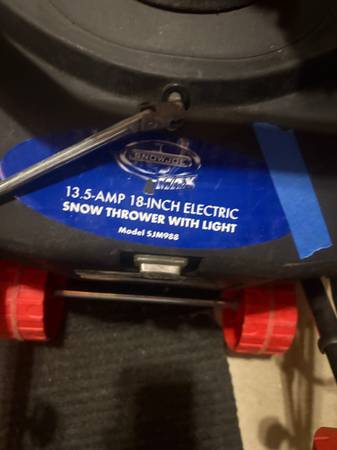 SNOWJOE
MAX
13.5-AMP 18-INCH ELECTRIC
SNOW THROWER WITH LIGHT
Model SJM988